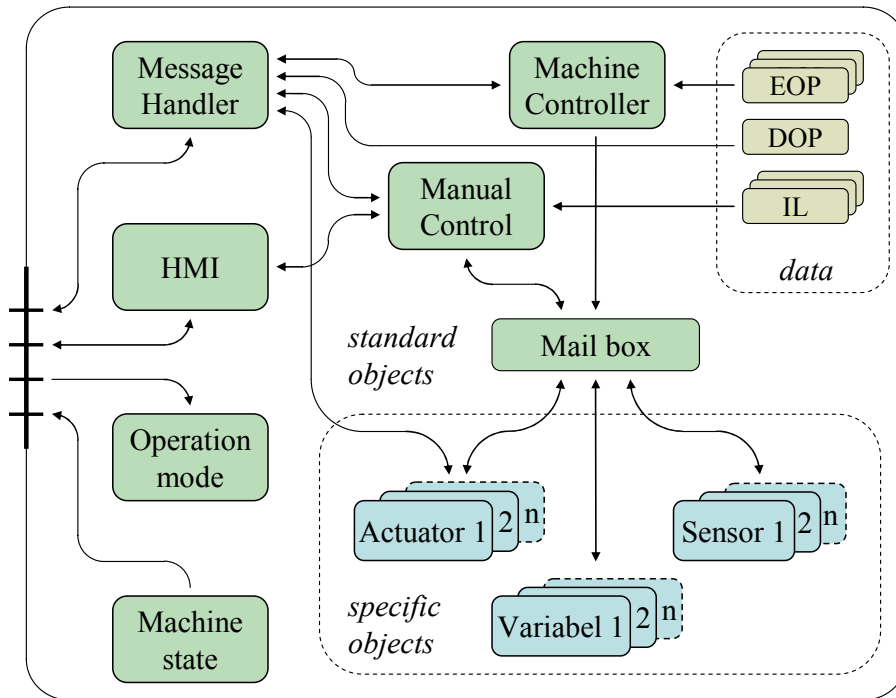 Message
Handler
Machine
Controller
EOP
DOP
IL
data
Manual
Control
HMI
standard
objects
Mail box
Operation
mode
Actuator 1
2
n
Sensor 1
2
n
Variabel 1
2
n
specific
objects
Machine
state